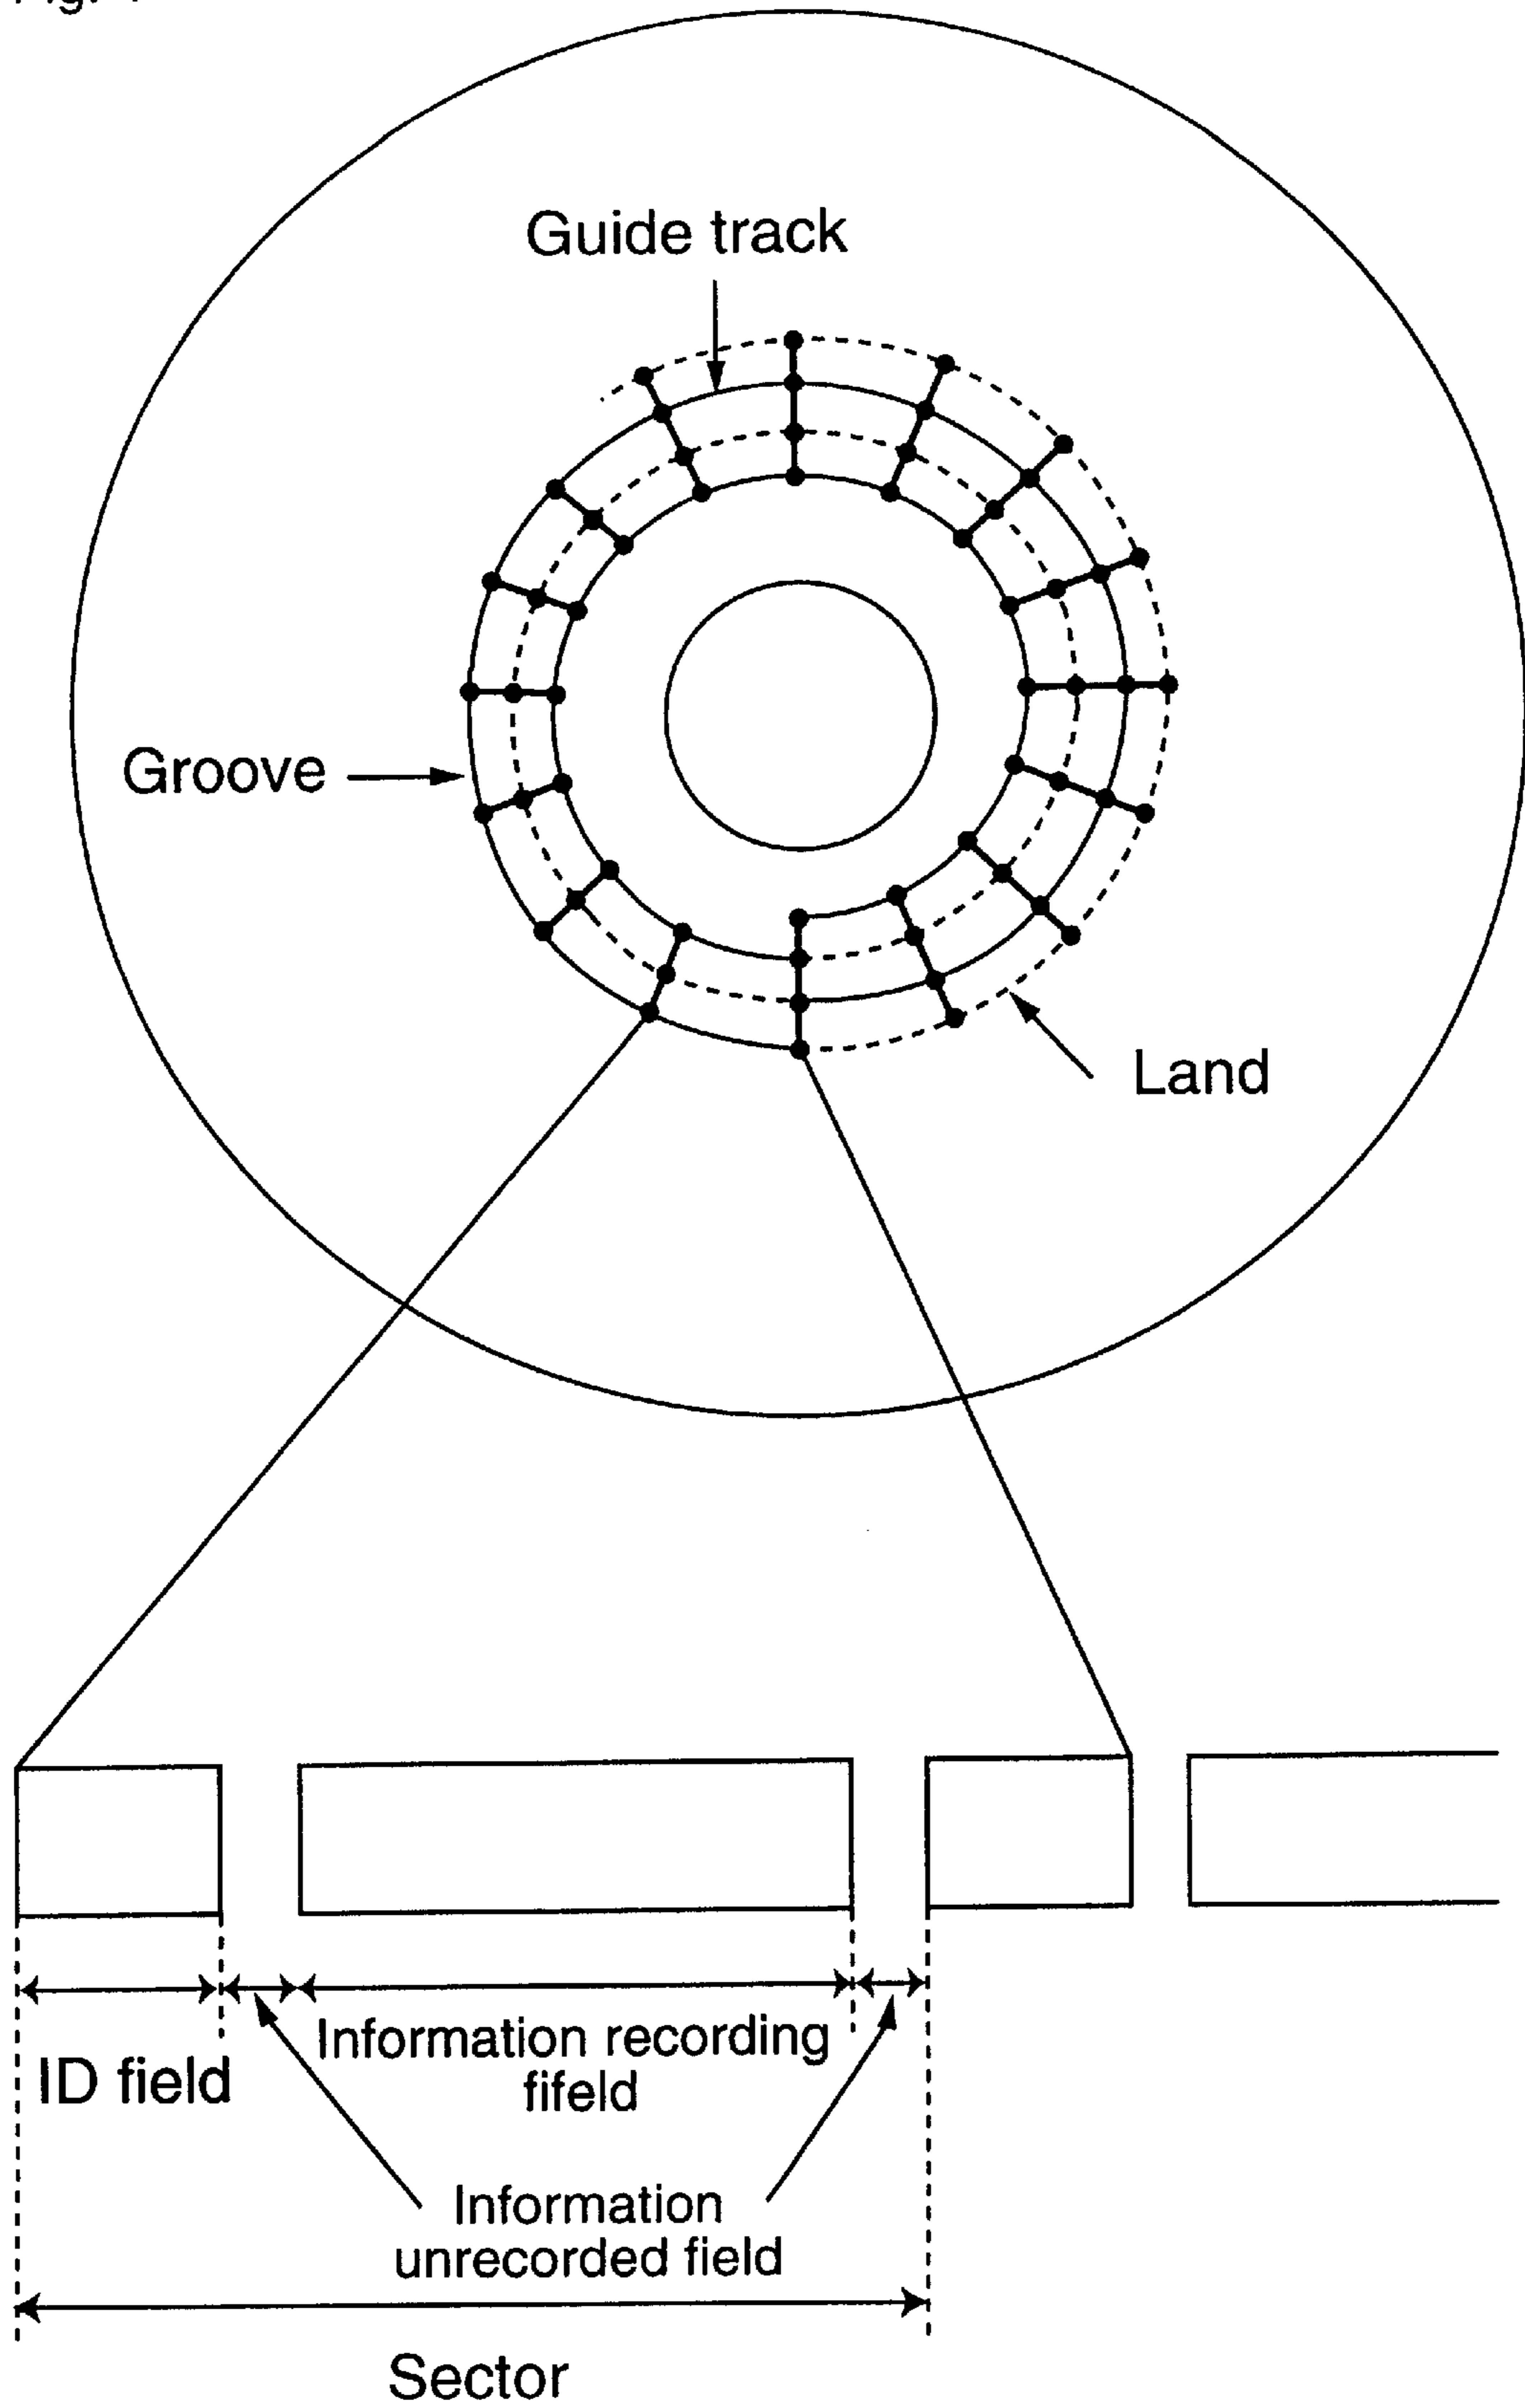 Guide track
Groove
Land
Information recording
fifeld
ID field
Information
unrecorded field
Sector